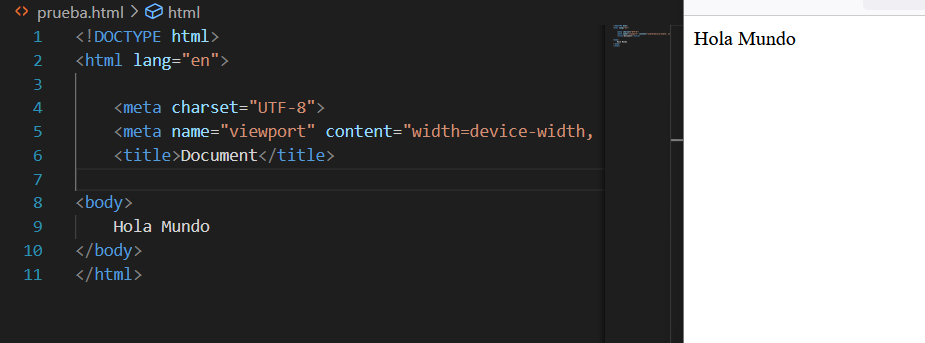 prueba.html > html
1 <!DOCTYPE html>
2 <html lang="en">
3
4 <meta charset="UTF-8">
5 <meta name="viewport" content="width=device-width,
6 <title>Document</title>
7
8 <body>
9 Hola Mundo
10 </body>
11 </html>
Hola Mundo